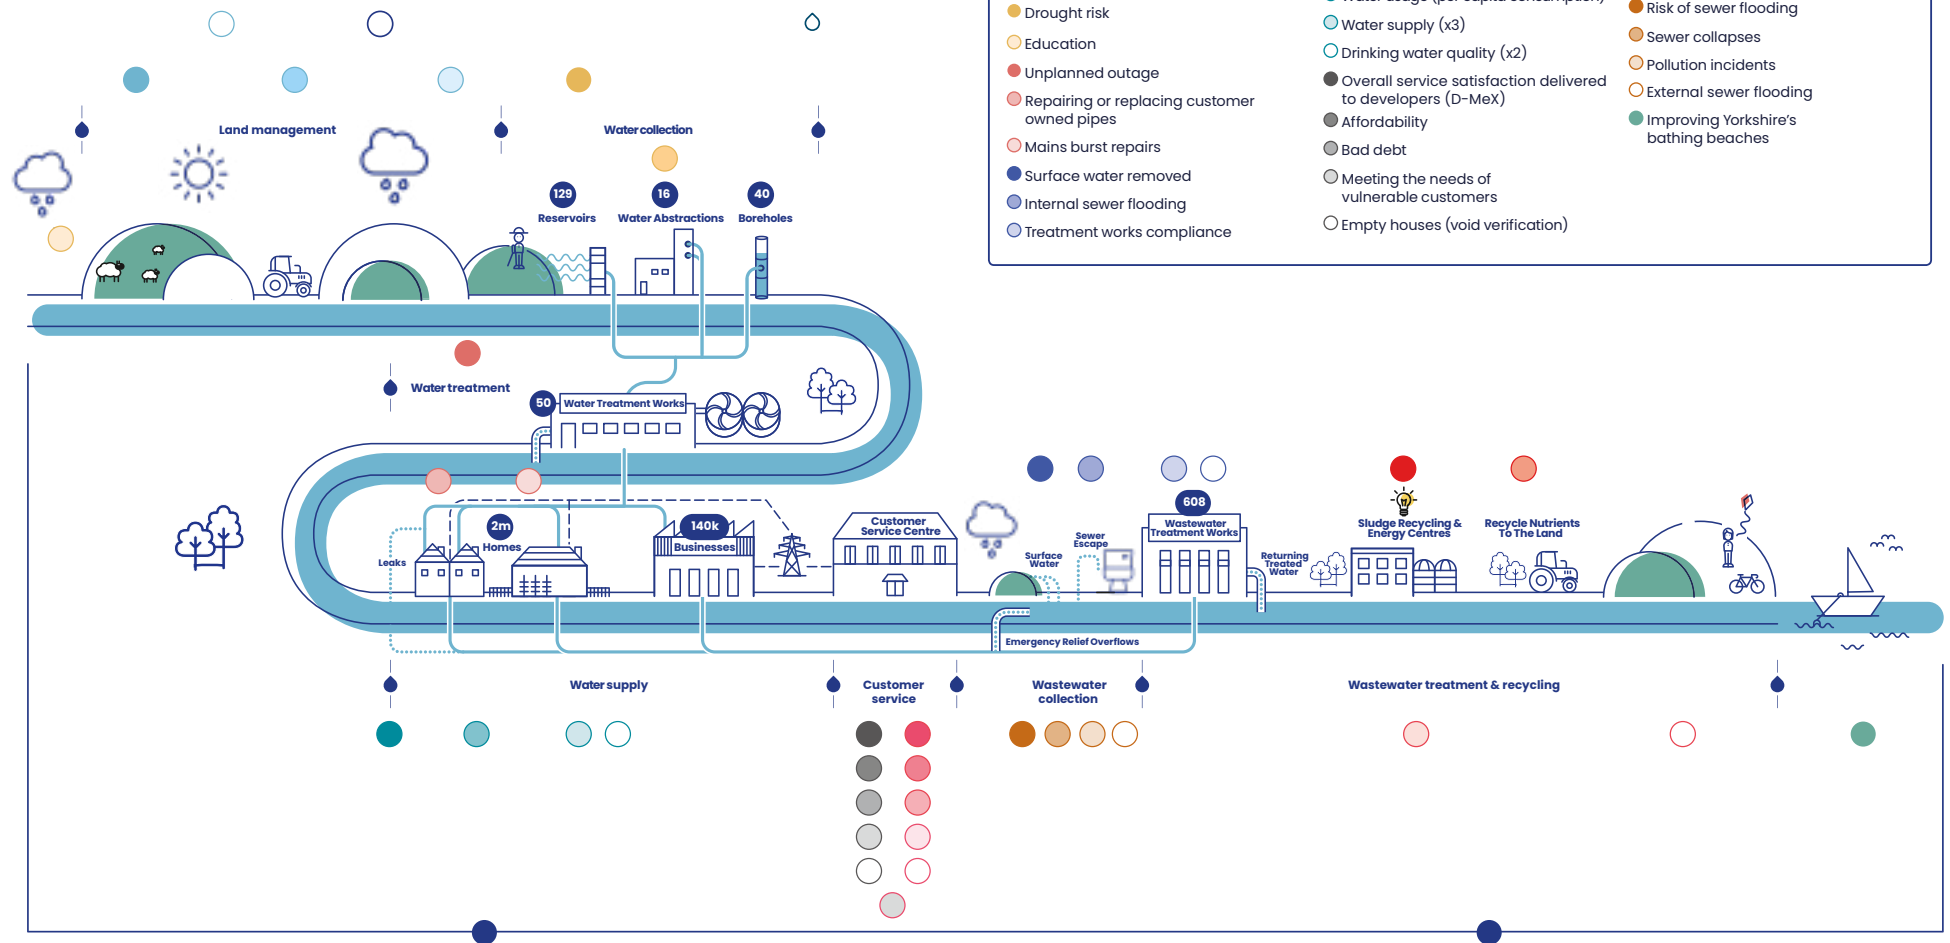 Drought risk
Education
Unplanned outage
Repairing or replacing customer
owned pipes
Mains burst repairs
Surface water removed
Internal sewer flooding
Treatment works compliance
Water usage (per capita consumption)
Water supply (x3)
Drinking water quality (x2)
Overall service satisfaction delivered
to developers (D-MeX)
Affordability
Bad debt
Meeting the needs of
vulnerable customers
Empty houses (void verification)
Risk of sewer flooding
Sewer collapses
Pollution incidents
External sewer flooding
Improving Yorkshire's
bathing beaches
Land management
Water collection
129
Reservoirs
16
Water Abstractions
40
Boreholes
Water treatment
50
Water Treatment Works
Leaks
2m
Homes
140k
Businesses
Customer
Service Centre
Surface
Water
Sewer
Escape
608
Wastewater
Treatment Works
Returning
Treated
Water
Sludge Recycling &
Energy Centres
Recycle Nutrients
To The Land
Emergency Relief Overflows
Water supply
Customer
service
Wastewater
collection
Wastewater treatment & recycling